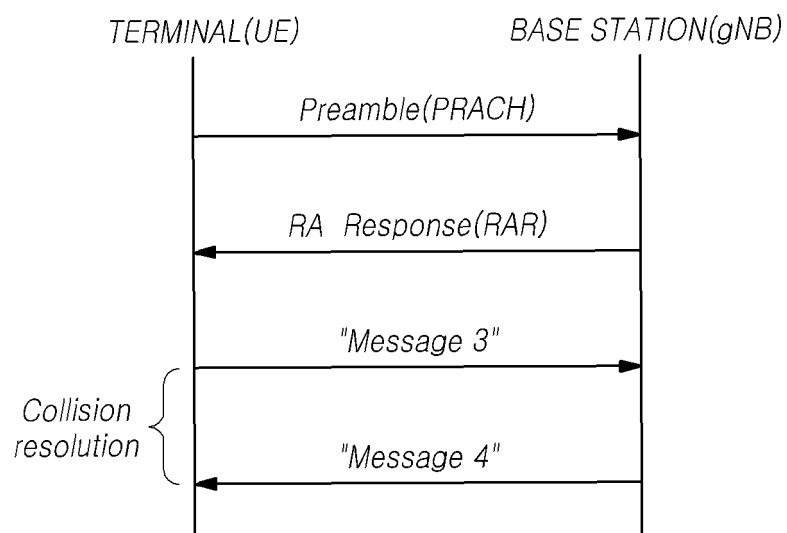 TERMINAL(UE)
BASE STATION(gNB)
Preamble(PRACH)
RA Response(RAR)
"Message 3"
Collision
resolution
"Message 4"